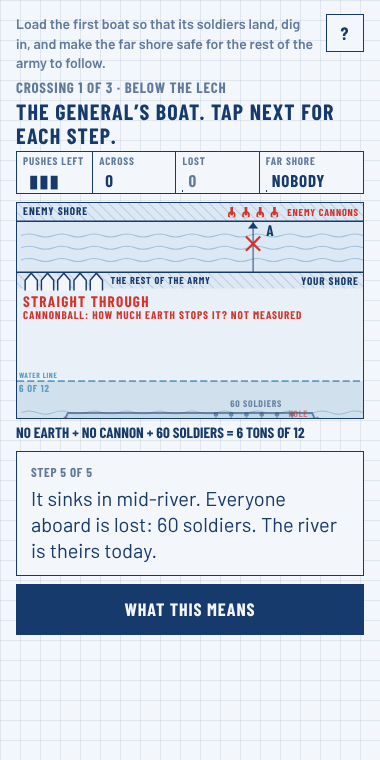 Load the first boat so that its soldiers land, dig
in, and make the far shore safe for the rest of the
army to follow.
?
CROSSING 1 OF 3 · BELOW THE LECH
THE GENERAL'S BOAT. TAP NEXT FOR
EACH STEP.
PUSHES LEFT
ACROSS
0
LOST
0
FAR SHORE
NOBODY
ENEMY SHORE
ENEMY CANNONS
A
THE REST OF THE ARMY
YOUR SHORE
STRAIGHT THROUGH
CANNONBALL: HOW MUCH EARTH STOPS IT? NOT MEASURED
WATER LINE
6 OF 12
60 SOLDIERS
HOLE
NO EARTH + NO CANNON + 60 SOLDIERS = 6 TONS OF 12
STEP 5 OF 5
It sinks in mid-river. Everyone
aboard is lost: 60 soldiers. The river
is theirs today.
WHAT THIS MEANS